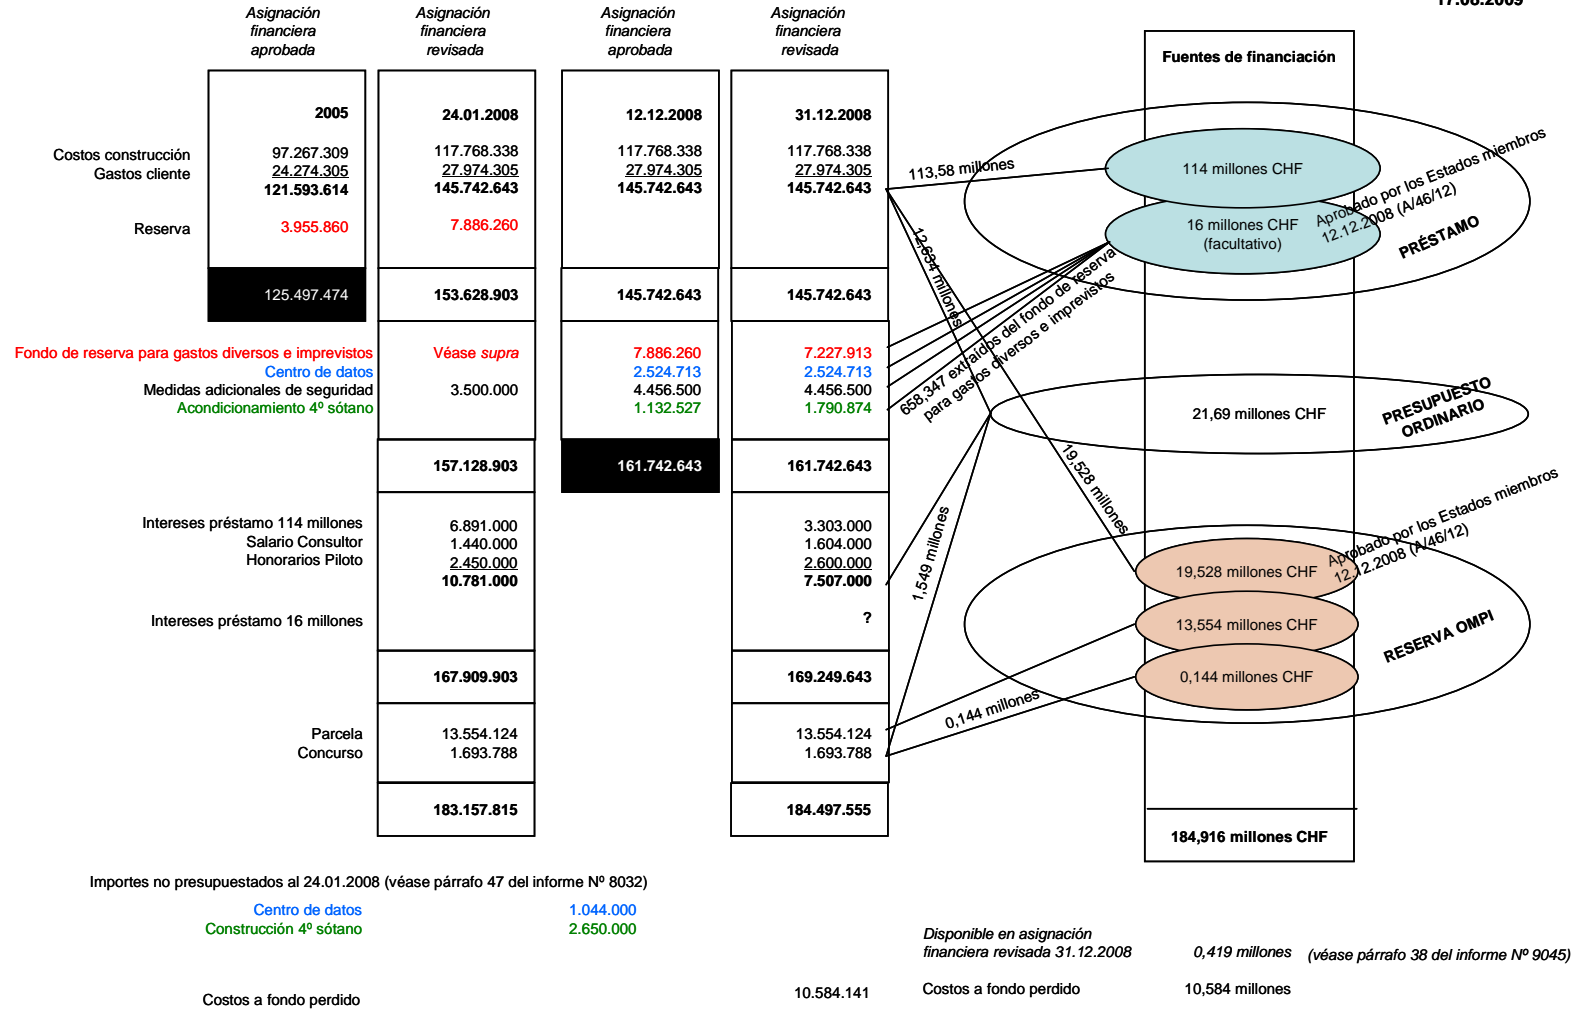 17.08.2009
Asignación financiera aprobada
Asignación financiera revisada
Asignación financiera aprobada
Asignación financiera revisada
Fuentes de financiación
2005 24.01.2008 12.12.2008 31.12.2008
Costos construcción 97.267.309 117.768.338 117.768.338 117.768.338
Gastos cliente 24.274.305 27.974.305 27.974.305 27.974.305
121.593.614 145.742.643 145.742.643 145.742.643
Reserva 3.955.860 7.886.260
125.497.474 153.628.903 145.742.643 145.742.643
Fondo de reserva para gastos diversos e imprevistos Véase supra 7.886.260 7.227.913
Centro de datos 2.524.713 2.524.713
Medidas adicionales de seguridad 3.500.000 4.456.500 4.456.500
Acondicionamiento 4º sótano 1.132.527 1.790.874
157.128.903 161.742.643 161.742.643
Intereses préstamo 114 millones 6.891.000 3.303.000
Salario Consultor 1.440.000 1.604.000
Honorarios Piloto 2.450.000 2.600.000
10.781.000 7.507.000
Intereses préstamo 16 millones ?
167.909.903 169.249.643
Parcela 13.554.124 13.554.124
Concurso 1.693.788 1.693.788
183.157.815 184.497.555
113,58 millones
12,634 millones
658,347 extraídos del fondo de reserva
para gastos diversos e imprevistos
19,528 millones
1,549 millones
0,144 millones
114 millones CHF
16 millones CHF
(facultativo)
Aprobado por los Estados miembros
12.12.2008 (A/46/12)
PRÉSTAMO
21,69 millones CHF
PRESUPUESTO
ORDINARIO
19,528 millones CHF
Aprobado por los Estados miembros
12.12.2008 (A/46/12)
13,554 millones CHF
RESERVA OMPI
0,144 millones CHF
184,916 millones CHF
Importes no presupuestados al 24.01.2008 (véase párrafo 47 del informe Nº 8032)
Centro de datos 1.044.000
Construcción 4º sótano 2.650.000
Costos a fondo perdido 10.584.141
Disponible en asignación
financiera revisada 31.12.2008 0,419 millones (véase párrafo 38 del informe Nº 9045)
Costos a fondo perdido 10,584 millones